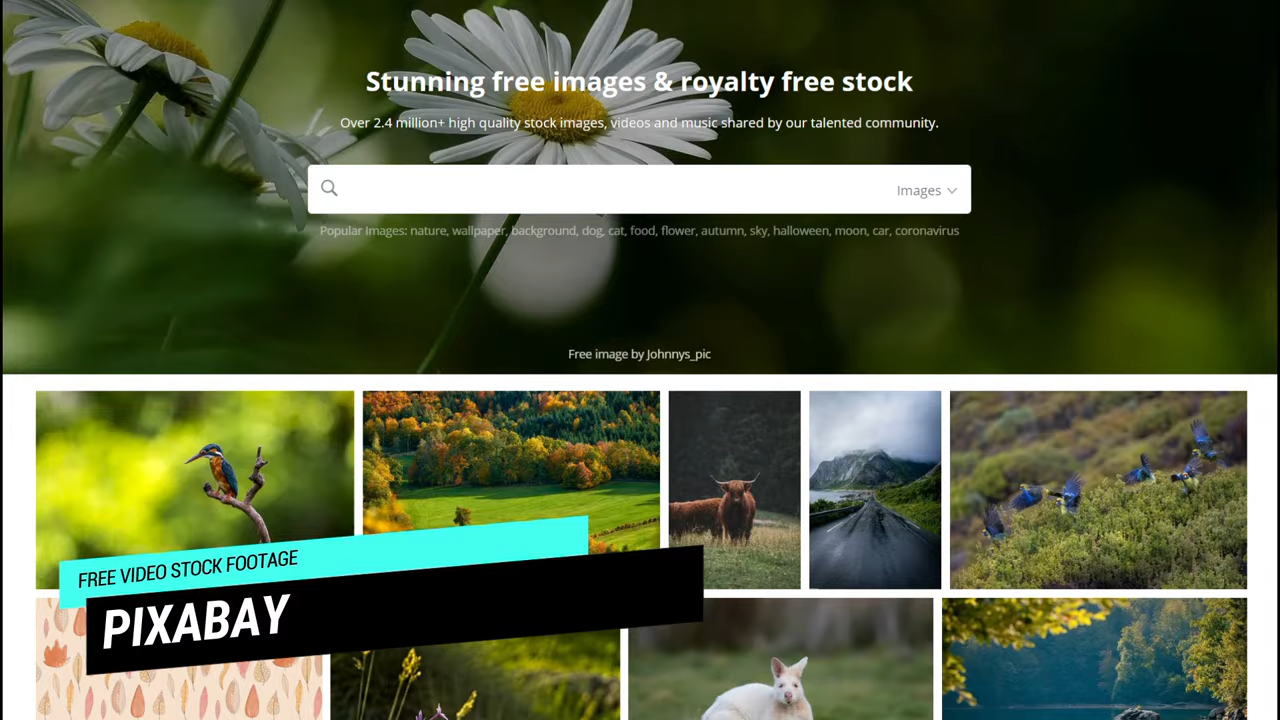 Stunning free images & royalty free stock
Over 2.4 million+ high quality stock images, videos and music shared by our talented community.
Images
Popular Images: nature, wallpaper, background, dog, cat, food, flower, autumn, sky, halloween, moon, car, coronavirus
Free image by Johnnys_pic
FREE VIDEO STOCK FOOTAGE
PIXABAY